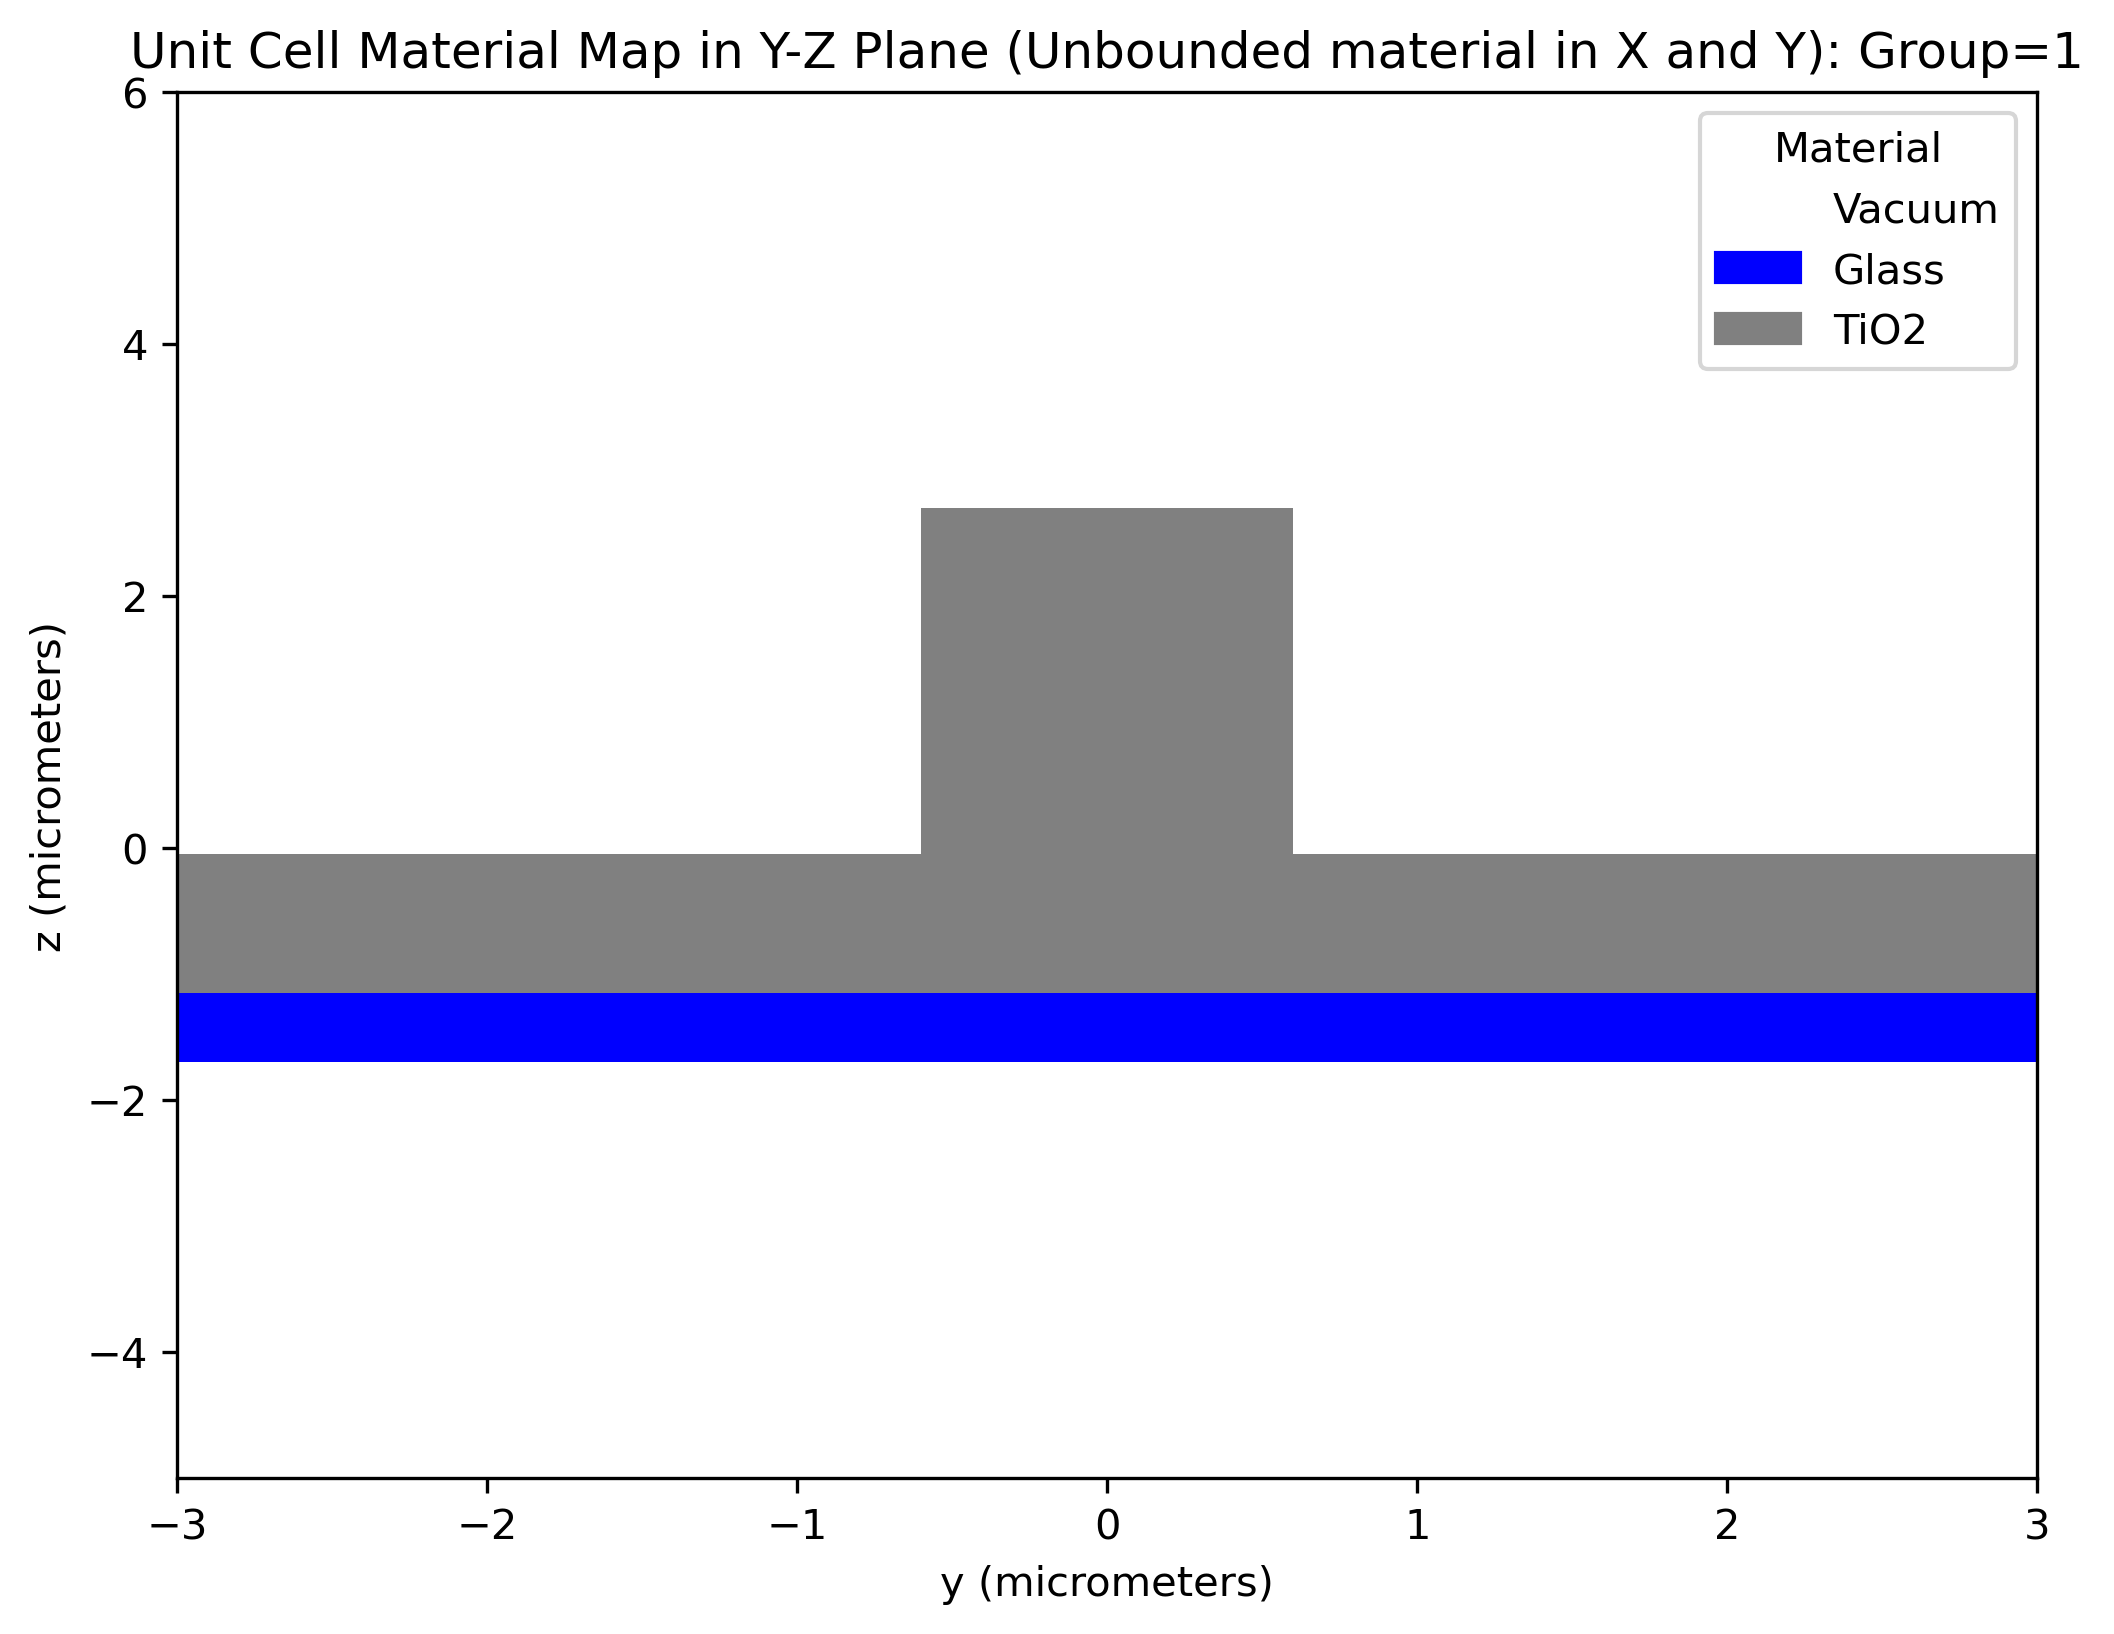 Unit Cell Material Map in Y-Z Plane (Unbounded material in X and Y): Group=1
Material
Vacuum
Glass
TiO2
6
4
2
0
−2
−4
z (micrometers)
−3 −2 −1 0 1 2 3
y (micrometers)